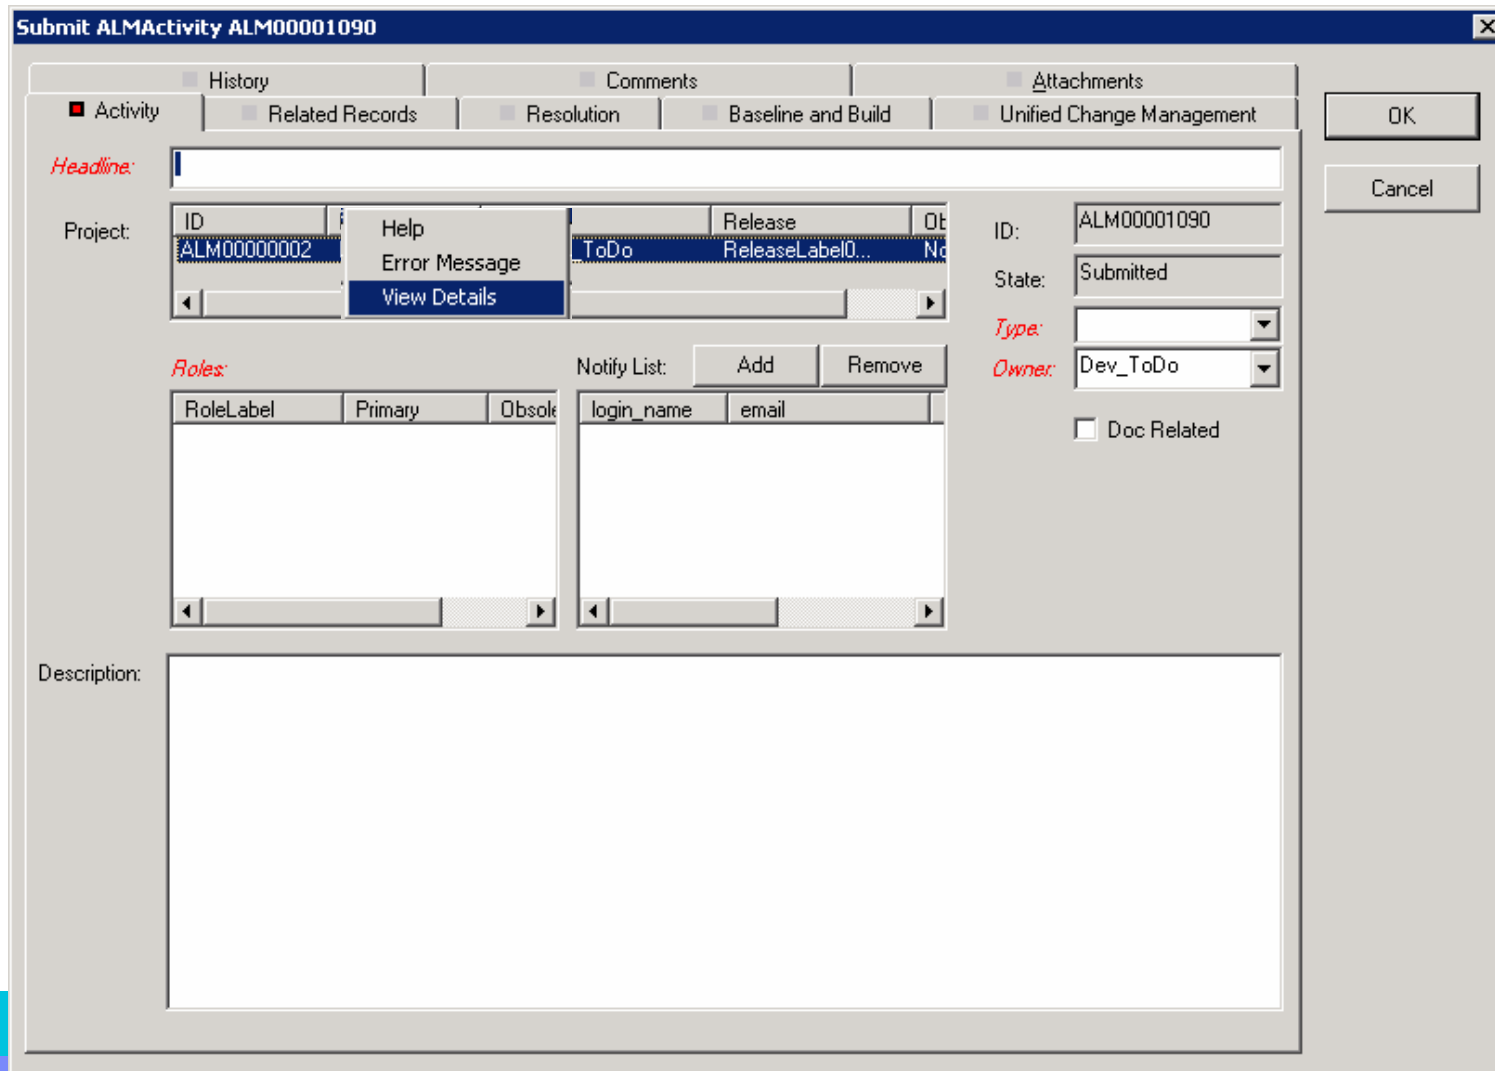 Submit ALMActivity ALM00001090
History Comments Attachments
Activity Related Records Resolution Baseline and Build Unified Change Management
OK
Headline:
Cancel
Project:
ID Release
ALM00000002 _ToDo ReleaseLabel0... No
Help
Error Message
View Details
ID: ALM00001090
State: Submitted
Type:
Owner: Dev_ToDo
Doc Related
Roles:
RoleLabel Primary Obsole
Notify List: Add Remove
login_name email
Description: